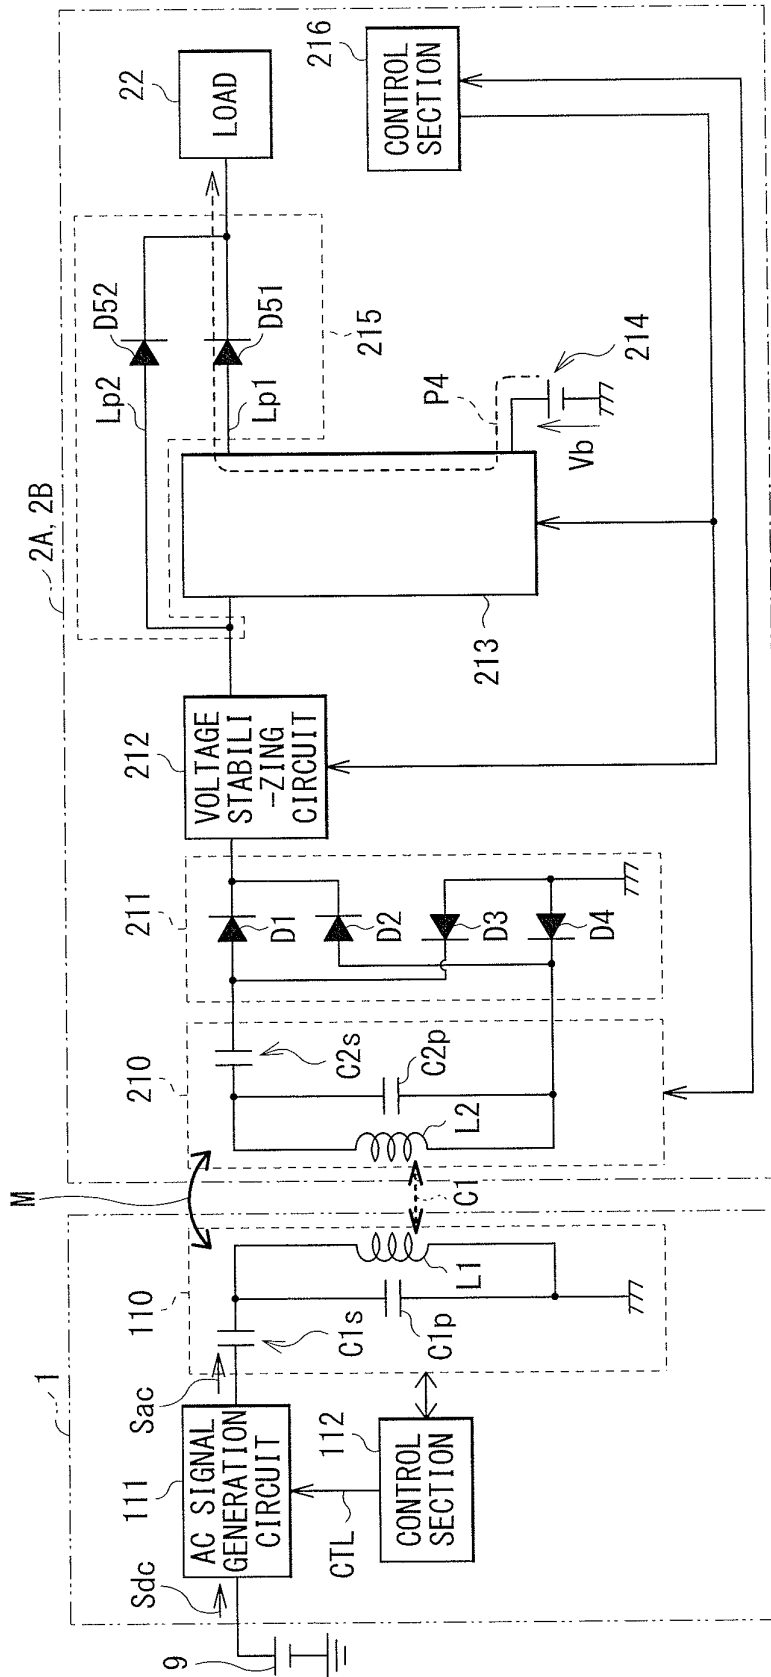 1
2A, 2B
M
9
Sdc
111
AC SIGNAL
GENERATION
CIRCUIT
Sac
110
C1s
C1p
L1
CTL
112
CONTROL
SECTION
C1
210
C2s
C2p
L2
211
D1
D2
D3
D4
212
VOLTAGE
STABILI
-ZING
CIRCUIT
213
Lp2
Lp1
D52
D51
215
P4
Vb
214
22
LOAD
216
CONTROL
SECTION